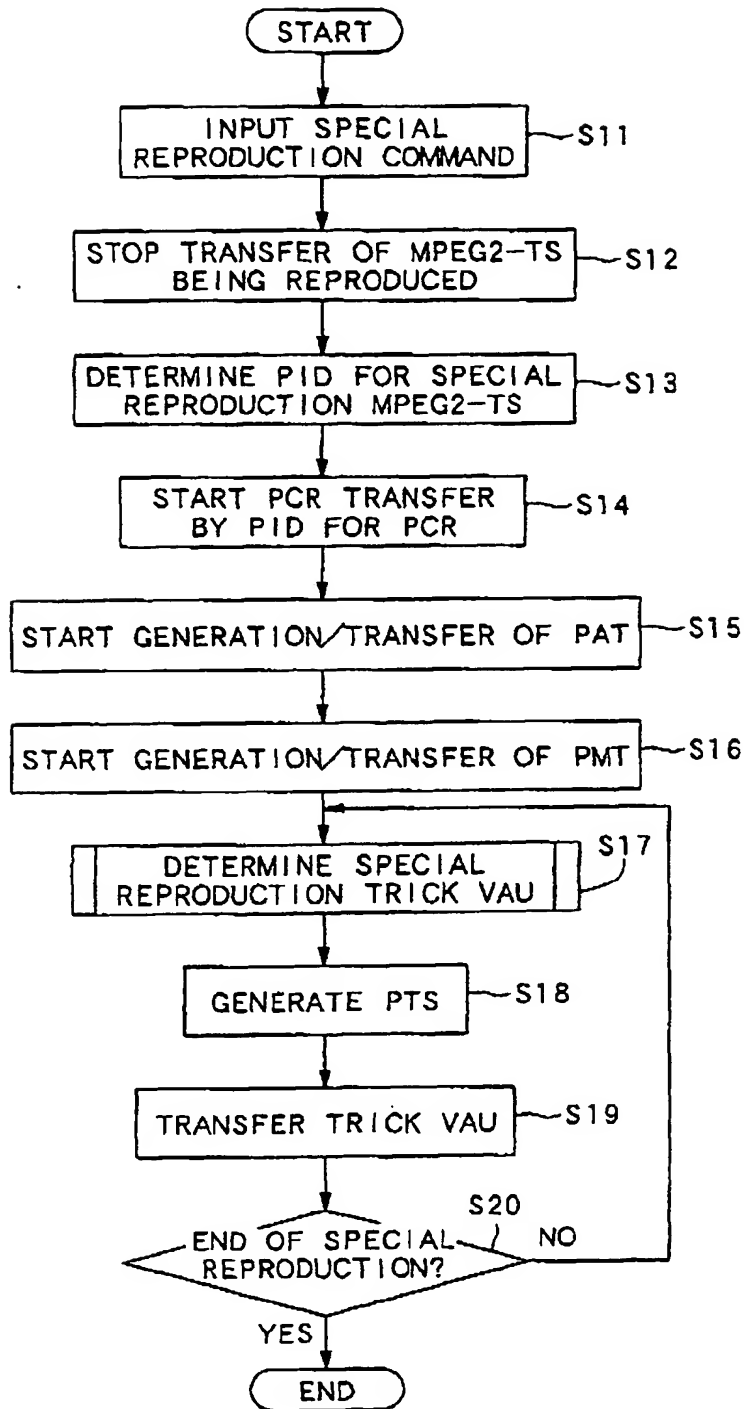 START
INPUT SPECIAL
REPRODUCTION COMMAND
S11
STOP TRANSFER OF MPEG2-TS
BEING REPRODUCED
S12
DETERMINE PID FOR SPECIAL
REPRODUCTION MPEG2-TS
S13
START PCR TRANSFER
BY PID FOR PCR
S14
START GENERATION/TRANSFER OF PAT
S15
START GENERATION/TRANSFER OF PMT
S16
DETERMINE SPECIAL
REPRODUCTION TRICK VAU
S17
GENERATE PTS
S18
TRANSFER TRICK VAU
S19
END OF SPECIAL
REPRODUCTION?
S20
NO
YES
END